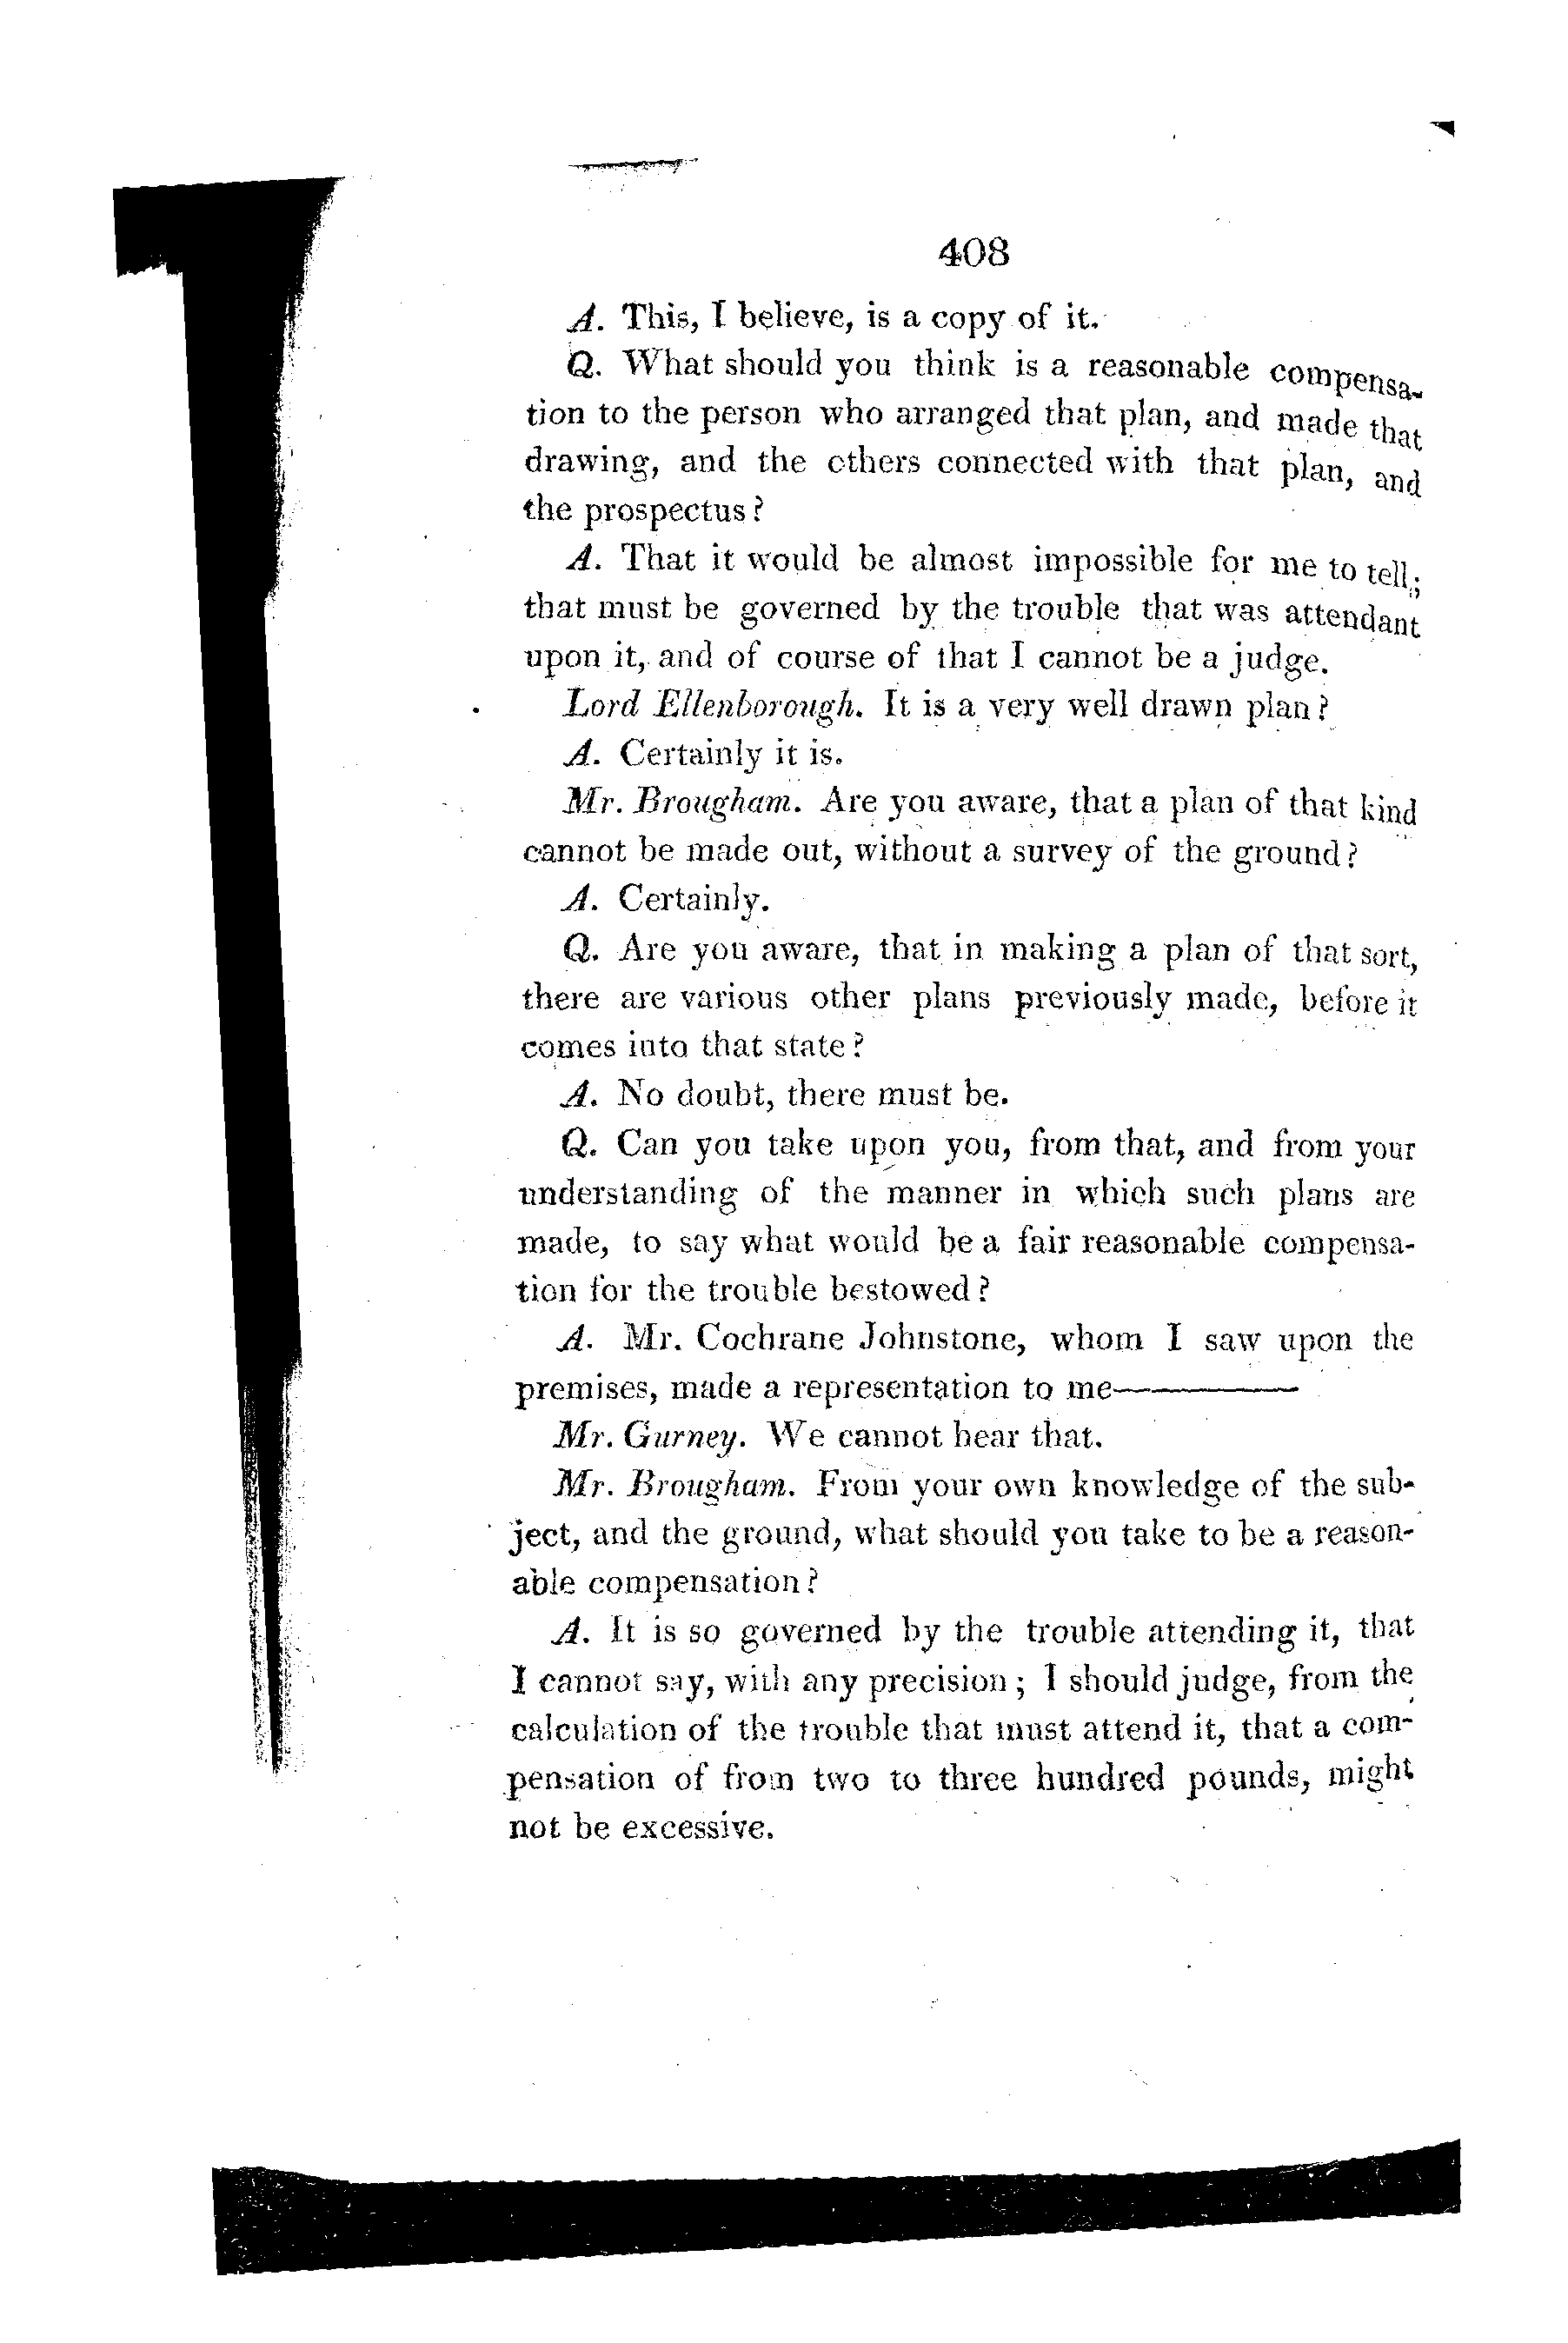 408
A. This, I believe, is a copy of it.
Q. What should you think is a reasonable compensa-
tion to the person who arranged that plan, and made that
drawing, and the others connected with that plan, and
the prospectus?
A. That it would be almost impossible for me to tell;
that must be governed by the trouble that was attendant
upon it, and of course of that I cannot be a judge.
Lord Ellenborough. It is a very well drawn plan?
A. Certainly it is.
Mr. Brougham. Are you aware, that a plan of that kind
cannot be made out, without a survey of the ground?
A. Certainly.
Q. Are you aware, that in making a plan of that sort,
there are various other plans previously made, before it
comes into that state?
A. No doubt, there must be.
Q. Can you take upon you, from that, and from your
understanding of the manner in which such plans are
made, to say what would be a fair reasonable compensa-
tion for the trouble bestowed?
A. Mr. Cochrane Johnstone, whom I saw upon the
premises, made a representation to me————
Mr. Gurney. We cannot hear that.
Mr. Brougham. From your own knowledge of the sub-
ject, and the ground, what should you take to be a reason-
able compensation?
A. It is so governed by the trouble attending it, that
I cannot say, with any precision; I should judge, from the
calculation of the trouble that must attend it, that a com-
pensation of from two to three hundred pounds, might
not be excessive.